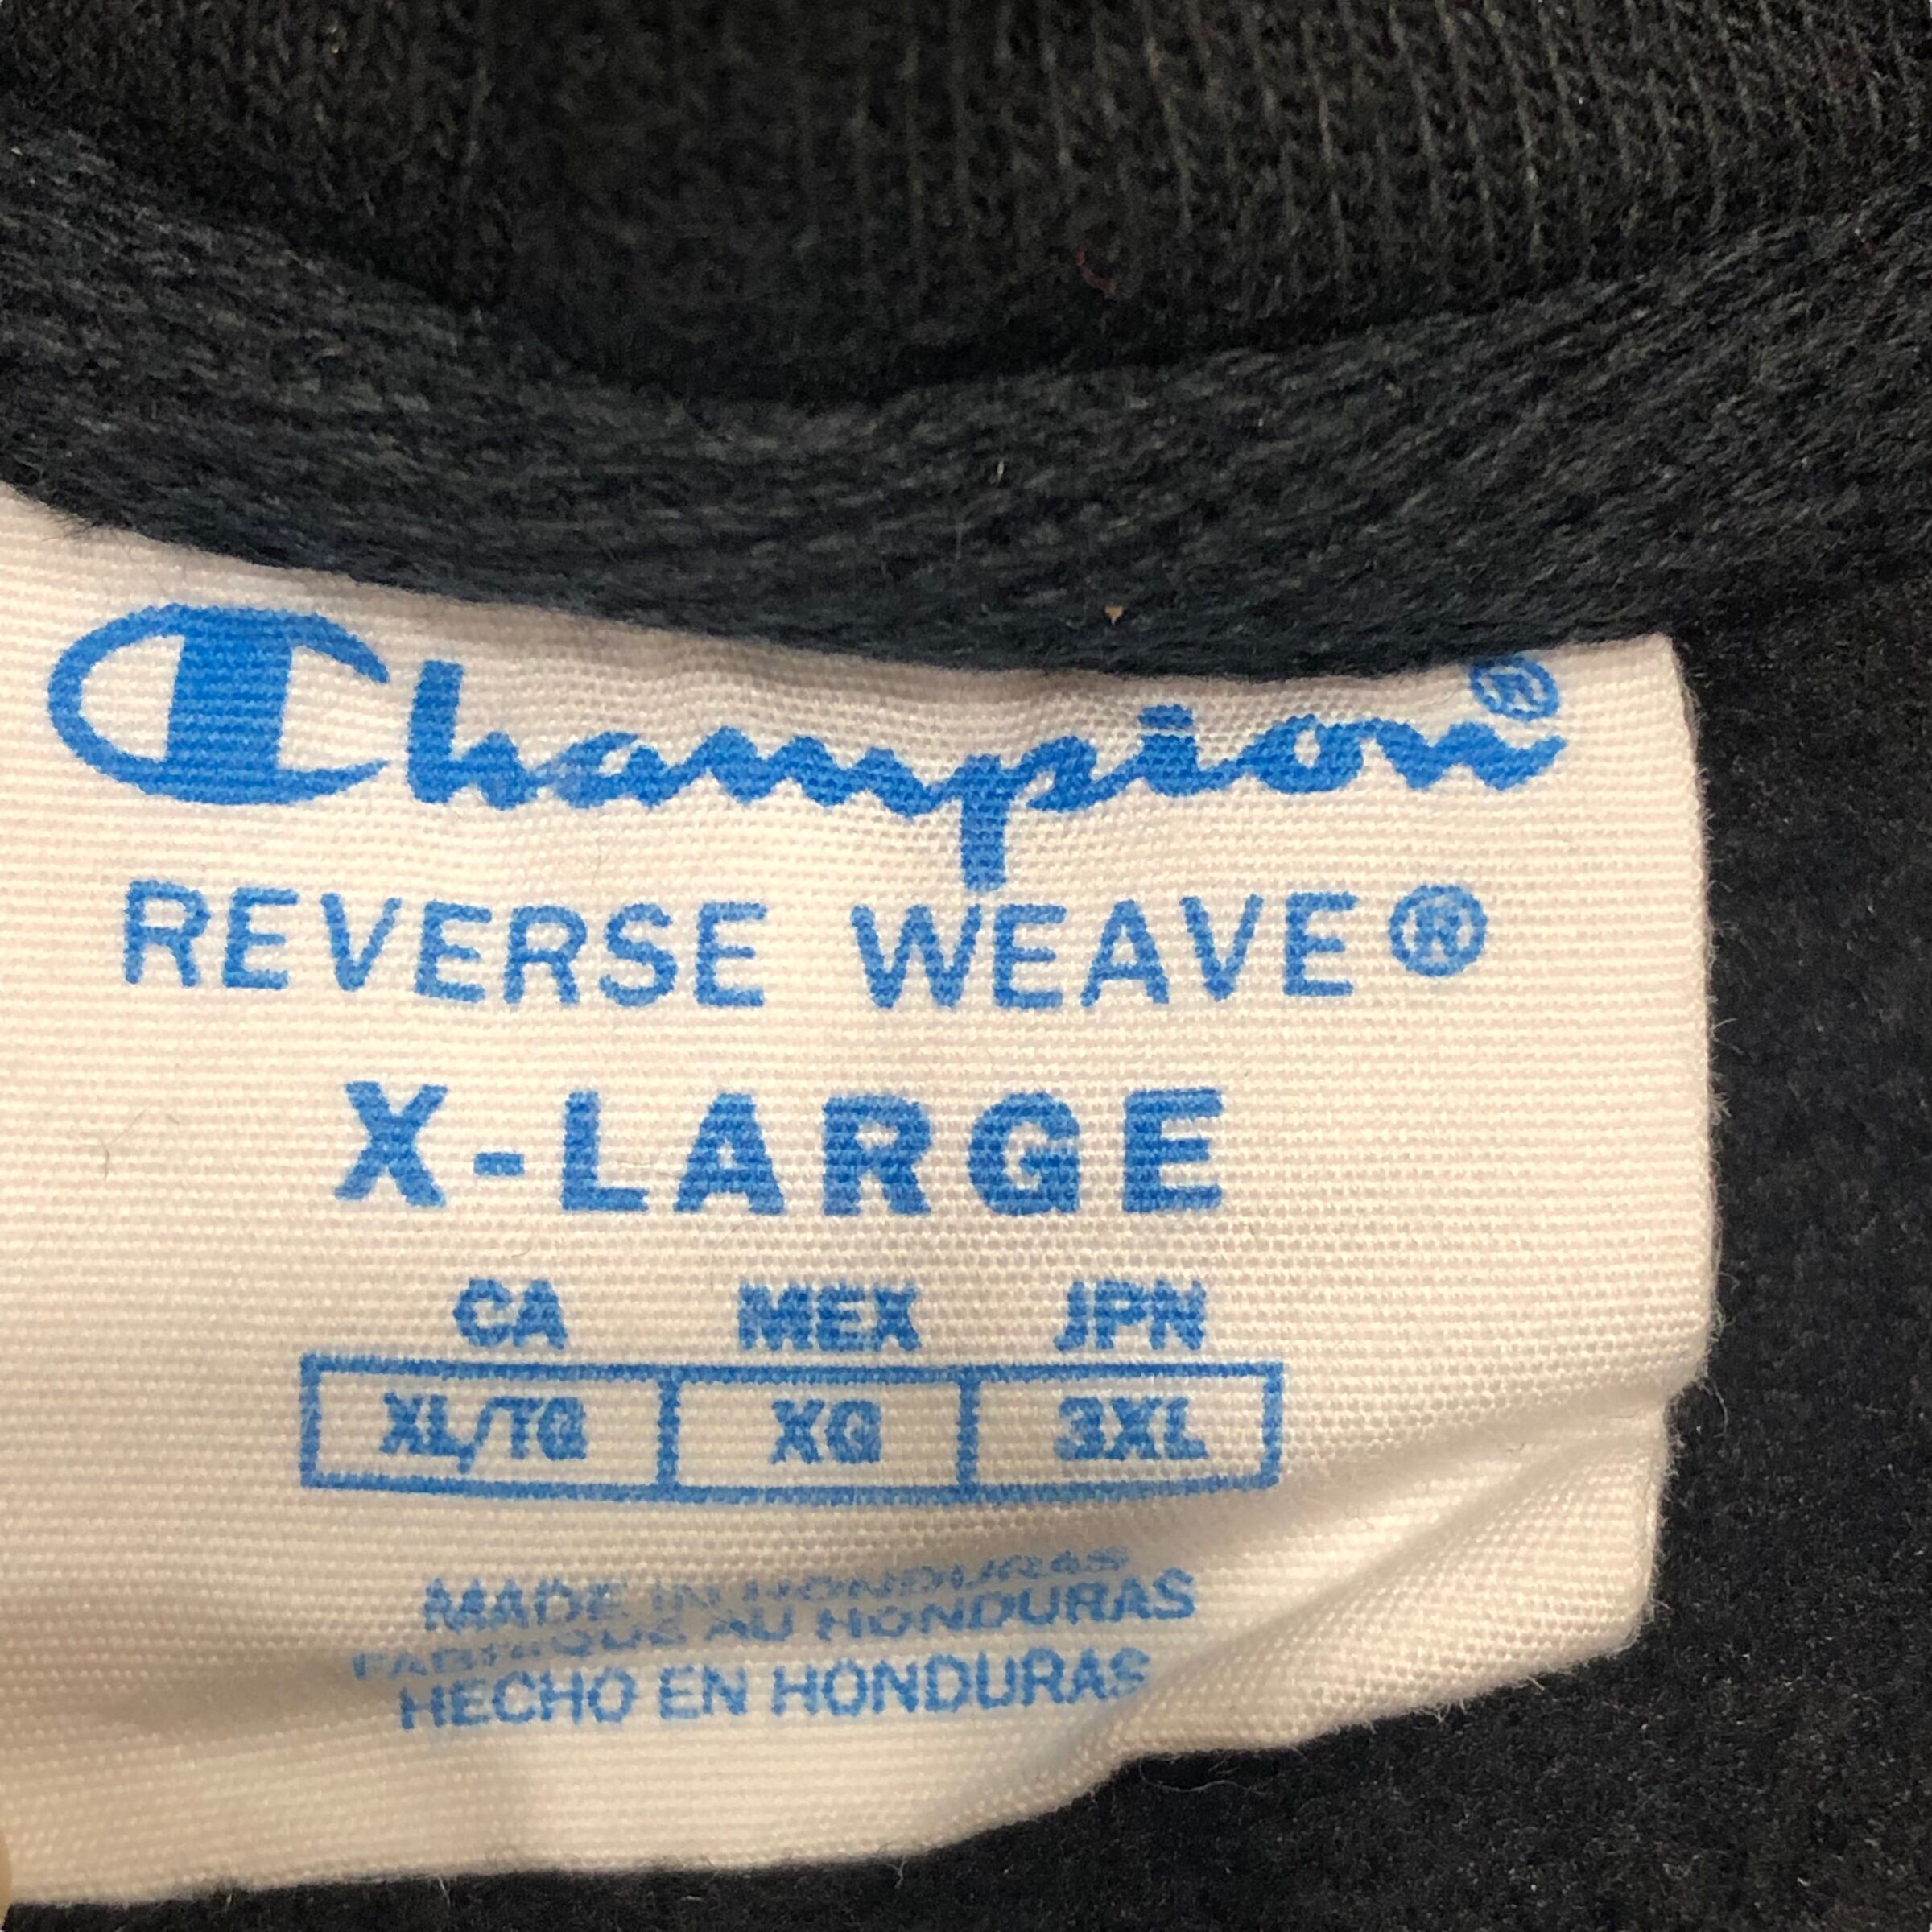 Champion®
REVERSE WEAVE®
X-LARGE
CA MEX JPN
XL/TG XG 3XL
MADE IN HONDURAS
FABRIQUE AU HONDURAS
HECHO EN HONDURAS